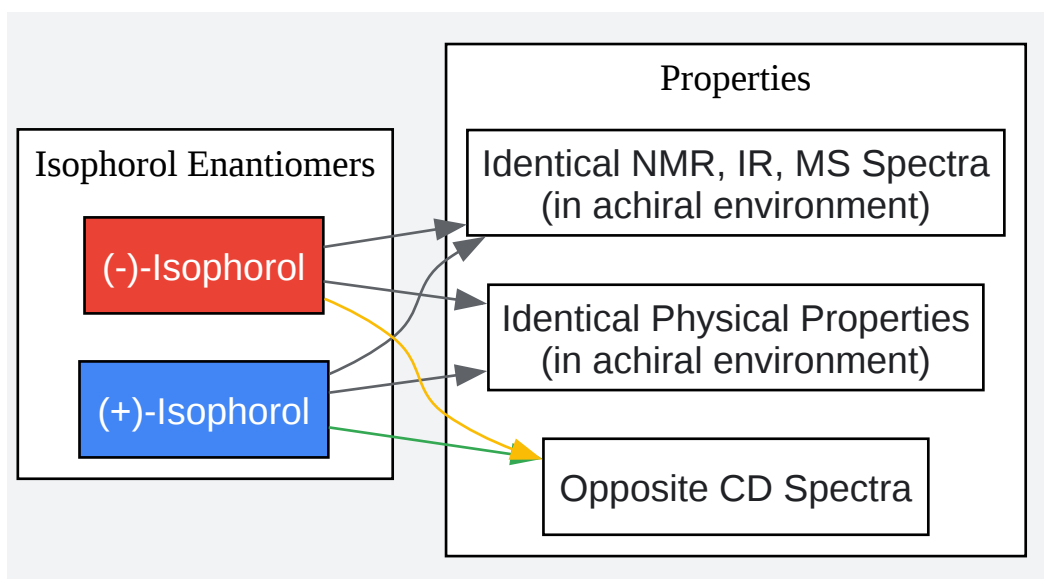 Isophorol Enantiomers
(-)-Isophorol
(+)-Isophorol
Properties
Identical NMR, IR, MS Spectra
(in achiral environment)
Identical Physical Properties
(in achiral environment)
Opposite CD Spectra